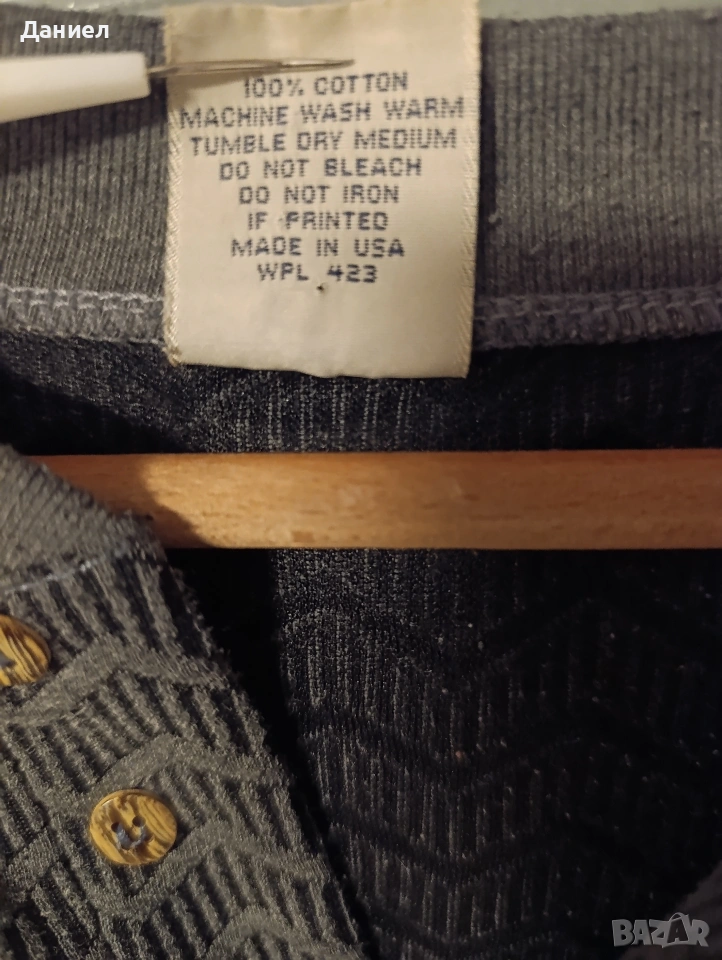 Даниел
100% COTTON
MACHINE WASH WARM
TUMBLE DRY MEDIUM
DO NOT BLEACH
DO NOT IRON
IF PRINTED
MADE IN USA
WPL 423
BAZAR